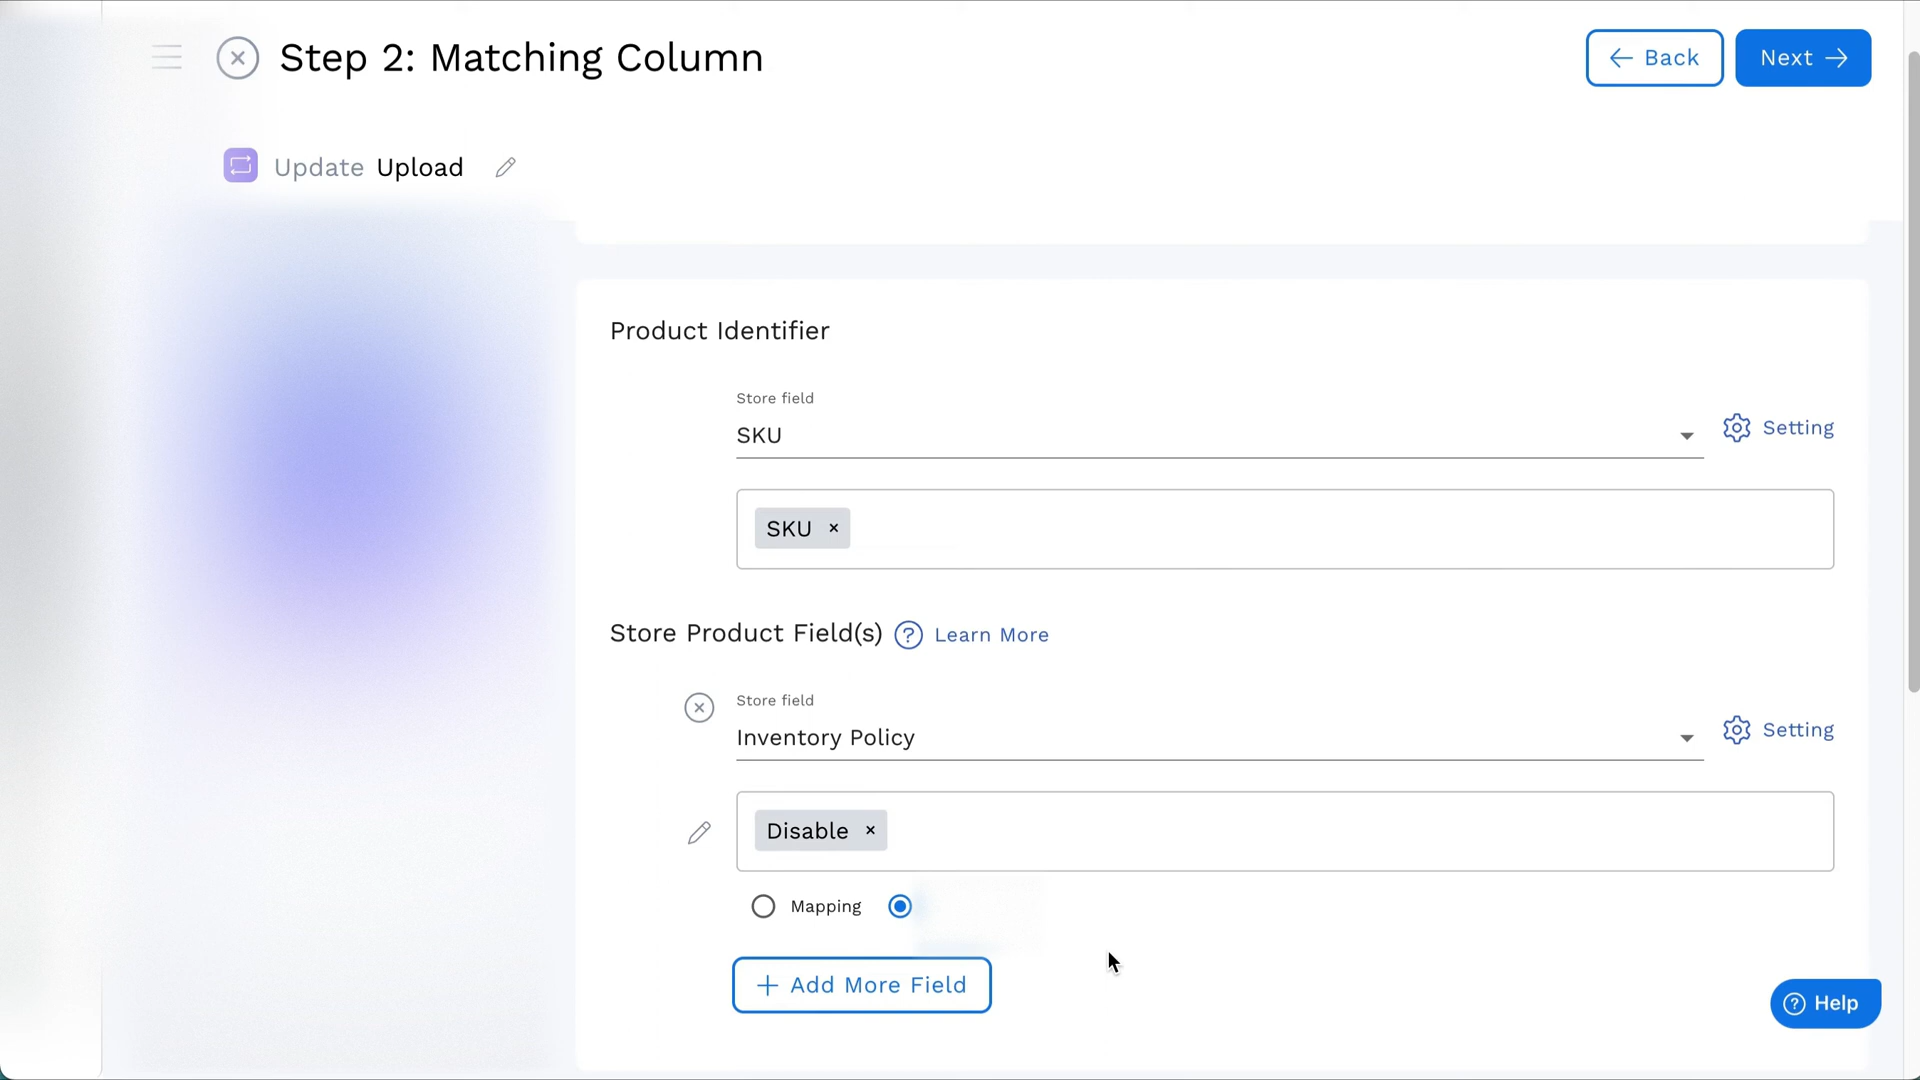 Step 2: Matching Column
Back
Next
Update Upload
Product Identifier
Store field
SKU
Setting
SKU ×
Store Product Field(s)
? Learn More
Store field
Inventory Policy
Setting
Disable ×
Mapping
+ Add More Field
? Help